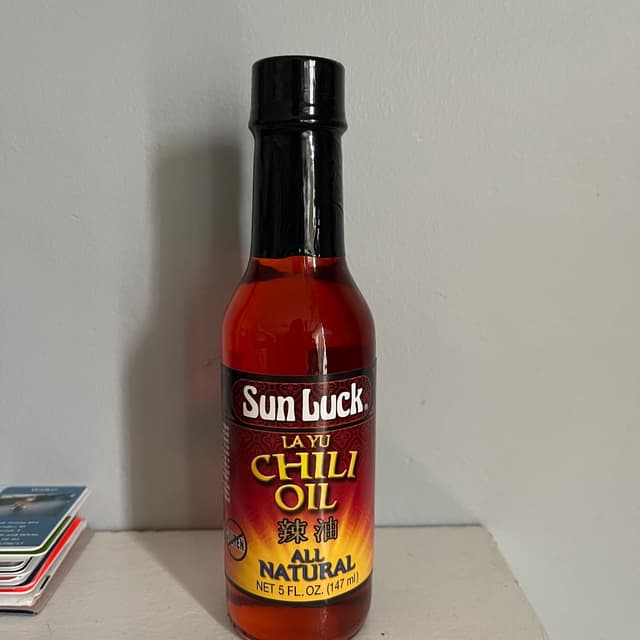 Sun Luck®
LA YU
CHILI
OIL
辣油
ALL
NATURAL
NET 5 FL. OZ. (147 ml)